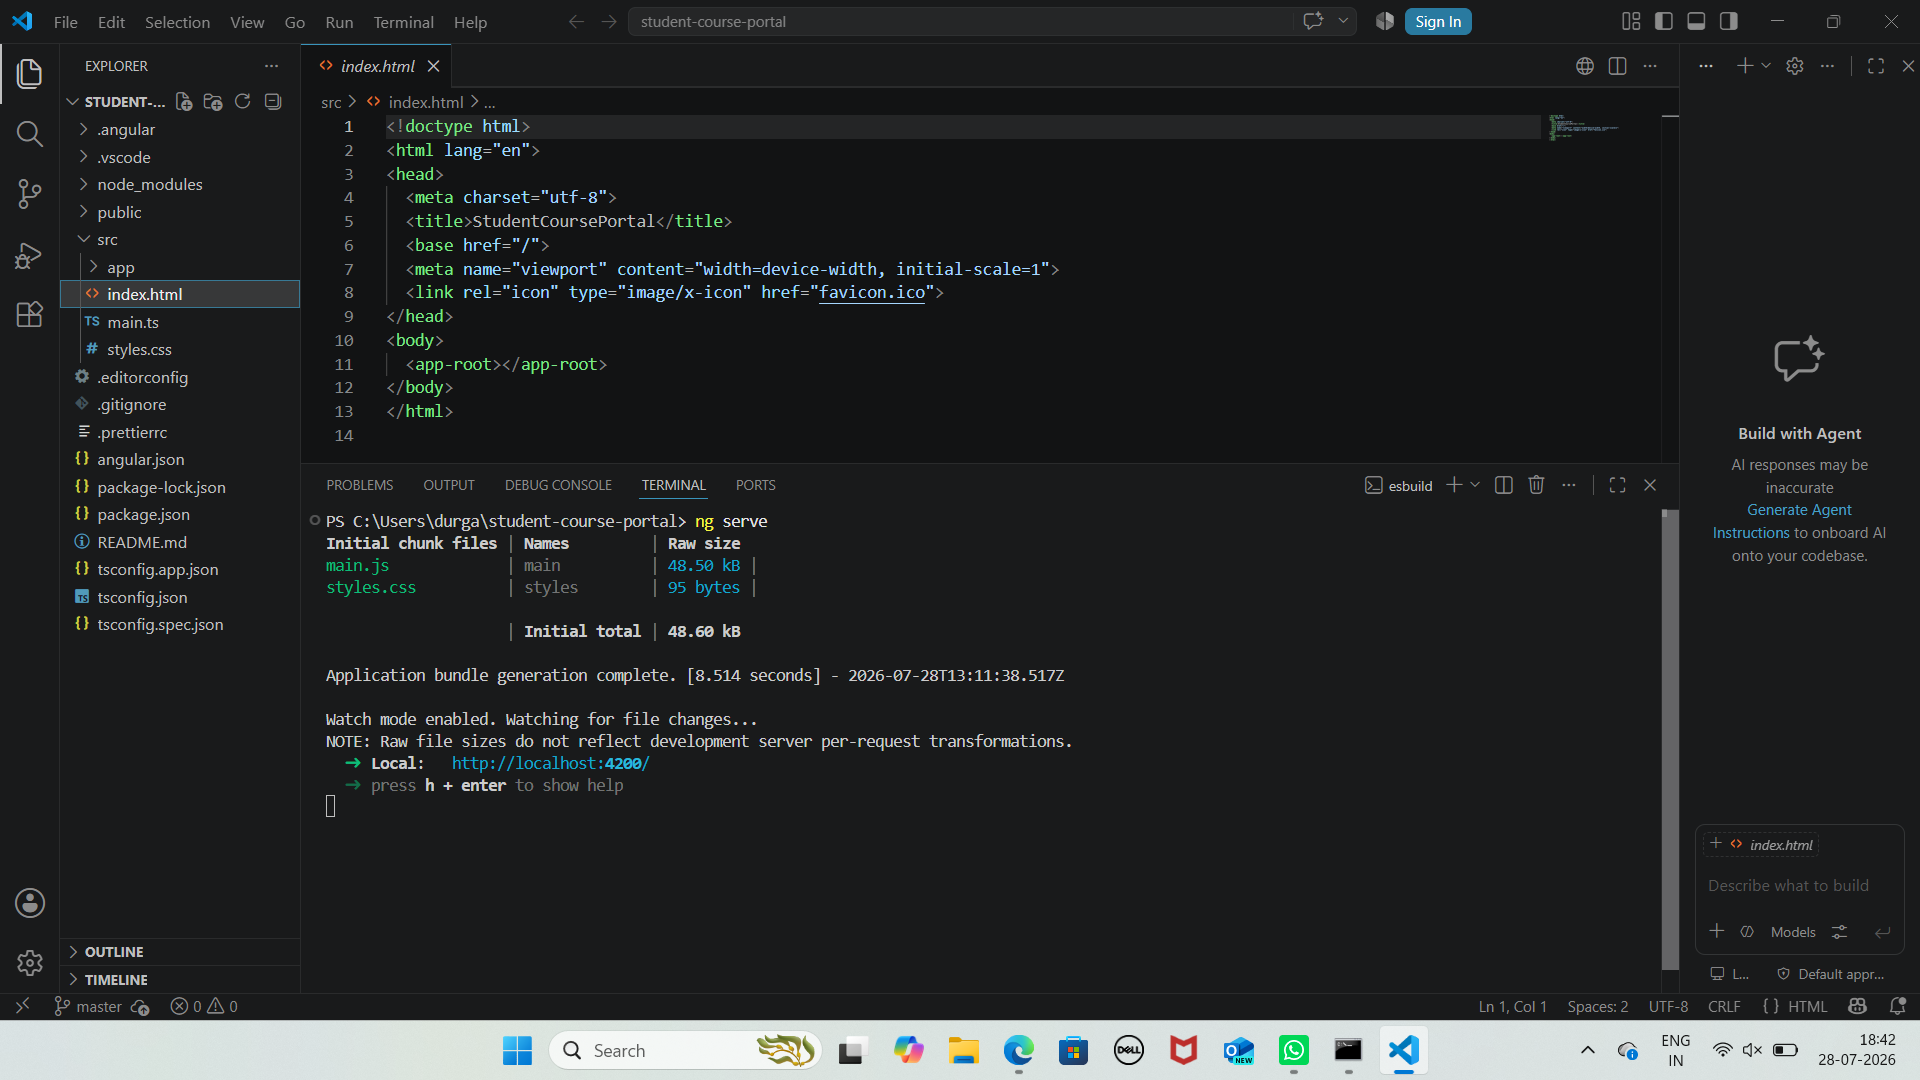 File Edit Selection View Go Run Terminal Help
student-course-portal
Sign In
EXPLORER
STUDENT-...
.angular
.vscode
node_modules
public
src
app
index.html
TS main.ts
# styles.css
.editorconfig
.gitignore
.prettierrc
{} angular.json
{} package-lock.json
{} package.json
README.md
{} tsconfig.app.json
TS tsconfig.json
{} tsconfig.spec.json
OUTLINE
TIMELINE
<> index.html
src > <> index.html > ...
1 <!doctype html>
2 <html lang="en">
3 <head>
4 <meta charset="utf-8">
5 <title>StudentCoursePortal</title>
6 <base href="/">
7 <meta name="viewport" content="width=device-width, initial-scale=1">
8 <link rel="icon" type="image/x-icon" href="favicon.ico">
9 </head>
10 <body>
11 <app-root></app-root>
12 </body>
13 </html>
14
PROBLEMS OUTPUT DEBUG CONSOLE TERMINAL PORTS
esbuild
PS C:\Users\durga\student-course-portal> ng serve
Initial chunk files | Names | Raw size
main.js | main | 48.50 kB |
styles.css | styles | 95 bytes |
| Initial total | 48.60 kB
Application bundle generation complete. [8.514 seconds] - 2026-07-28T13:11:38.517Z
Watch mode enabled. Watching for file changes...
NOTE: Raw file sizes do not reflect development server per-request transformations.
➜ Local: http://localhost:4200/
➜ press h + enter to show help
Build with Agent
AI responses may be
inaccurate
Generate Agent
Instructions to onboard AI
onto your codebase.
<> index.html
Describe what to build
Models
L...
Default appr...
master
0 0
Ln 1, Col 1 Spaces: 2 UTF-8 CRLF {} HTML
Search
DELL
NEW
ENG
IN
18:42
28-07-2026